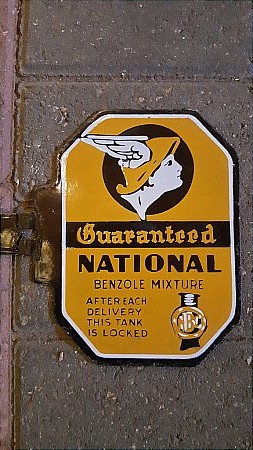 Guaranteed
NATIONAL
BENZOLE MIXTURE
AFTER EACH
DELIVERY
THIS TANK
IS LOCKED